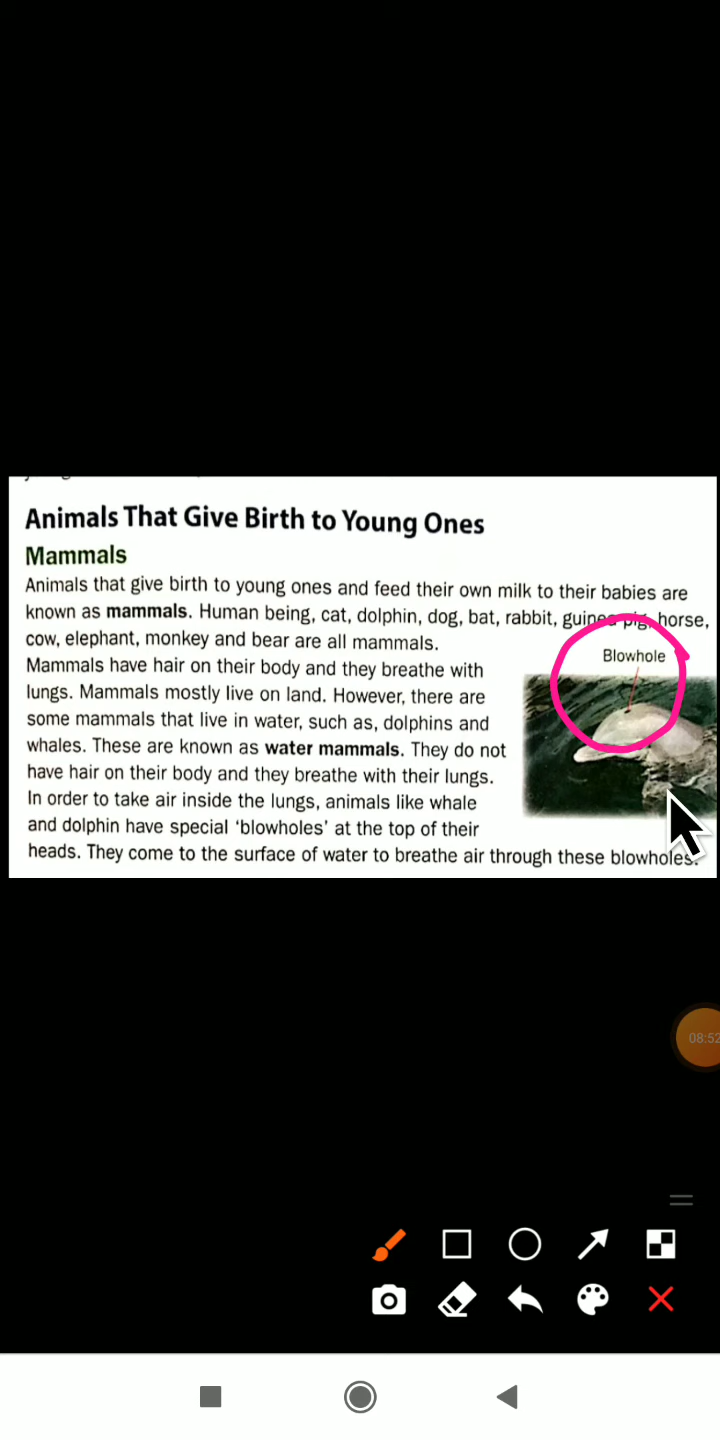 Animals That Give Birth to Young Ones
Mammals
Animals that give birth to young ones and feed their own milk to their babies are
known as mammals. Human being, cat, dolphin, dog, bat, rabbit, guinea pig, horse,
cow, elephant, monkey and bear are all mammals.
Blowhole
Mammals have hair on their body and they breathe with
lungs. Mammals mostly live on land. However, there are
some mammals that live in water, such as, dolphins and
whales. These are known as water mammals. They do not
have hair on their body and they breathe with their lungs.
In order to take air inside the lungs, animals like whale
and dolphin have special ‘blowholes’ at the top of their
heads. They come to the surface of water to breathe air through these blowholes.
08:52